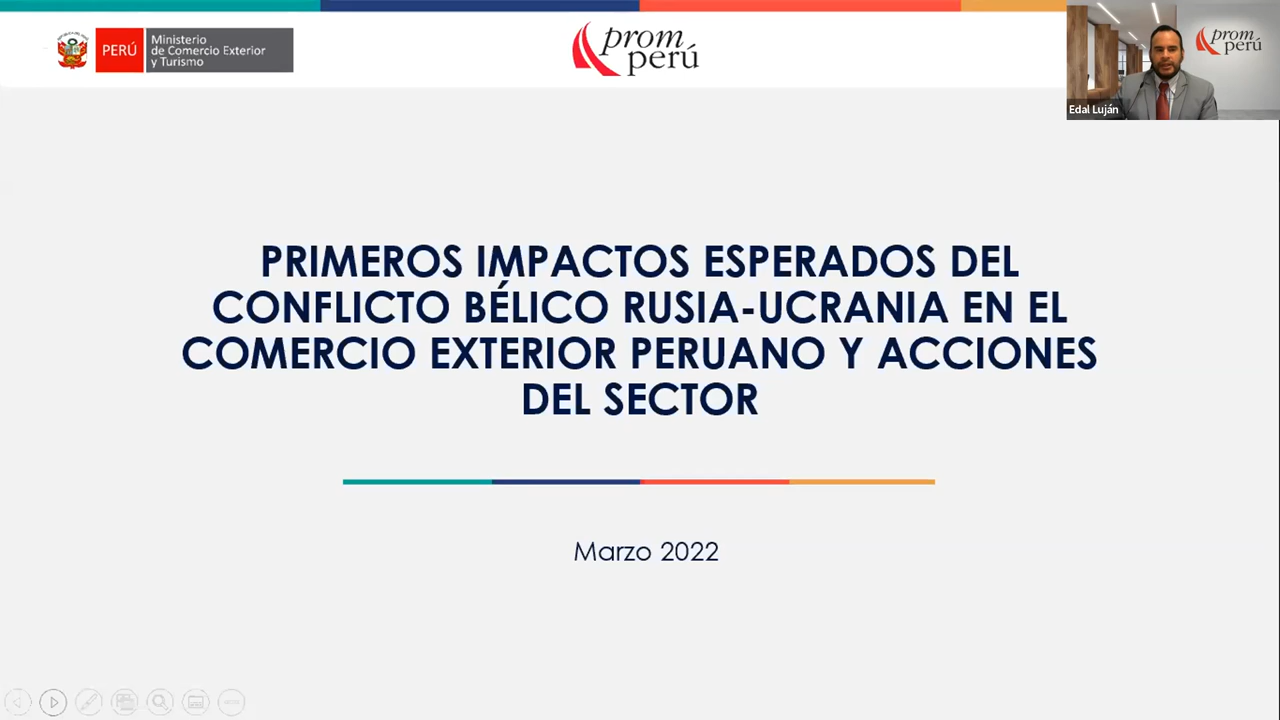 PERÚ
Ministerio
de Comercio Exterior
y Turismo
prom
perú
prom
perú
Edal Luján
PRIMEROS IMPACTOS ESPERADOS DEL
CONFLICTO BÉLICO RUSIA-UCRANIA EN EL
COMERCIO EXTERIOR PERUANO Y ACCIONES
DEL SECTOR
Marzo 2022